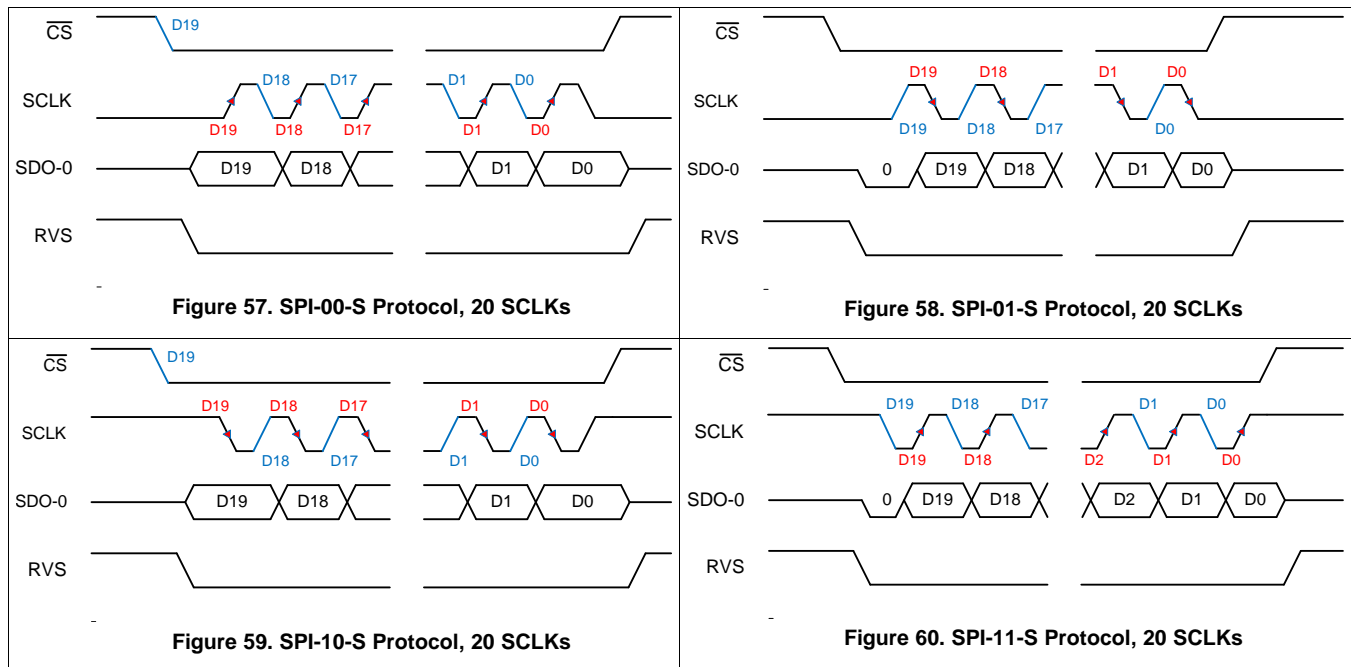 CS
D19
SCLK
D18 D17 D1 D0
D19 D18 D17 D1 D0
SDO-0
D19 D18 D1 D0
RVS
Figure 57. SPI-00-S Protocol, 20 SCLKs
CS
SCLK
D19 D18 D1 D0
D19 D18 D17 D0
SDO-0
0 D19 D18 D1 D0
RVS
Figure 58. SPI-01-S Protocol, 20 SCLKs
CS
D19
SCLK
D19 D18 D17 D1 D0
D18 D17 D1 D0
SDO-0
D19 D18 D1 D0
RVS
Figure 59. SPI-10-S Protocol, 20 SCLKs
CS
SCLK
D19 D18 D17 D1 D0
D19 D18 D2 D1 D0
SDO-0
0 D19 D18 D2 D1 D0
RVS
Figure 60. SPI-11-S Protocol, 20 SCLKs